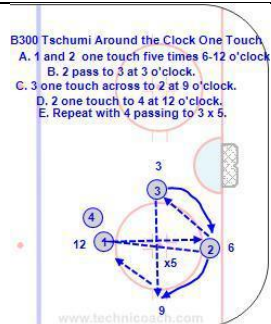 B300 Tschumi Around the Clock One Touch
A. 1 and 2 one touch five times 6-12 o'clock
B. 2 pass to 3 at 3 o'clock.
C. 3 one touch across to 2 at 9 o'clock.
D. 2 one touch to 4 at 12 o'clock.
E. Repeat with 4 passing to 3 x 5.
3
3
4
12 1 2 6
x5
9
www.technicoach.com